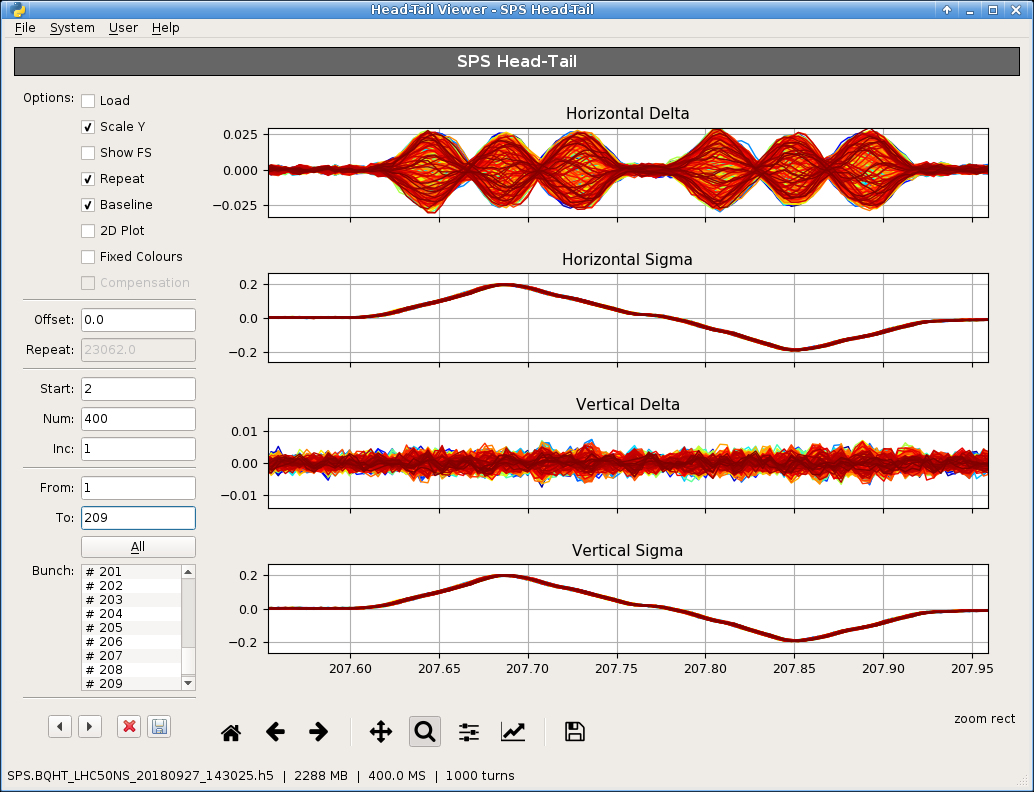 Head-Tail Viewer - SPS Head-Tail
File System User Help
SPS Head-Tail
Options:
Load
Scale Y
Show FS
Repeat
Baseline
2D Plot
Fixed Colours
Compensation
Offset: 0.0
Repeat: 23062.0
Start: 2
Num: 400
Inc: 1
From: 1
To: 209
All
Bunch:
# 201
# 202
# 203
# 204
# 205
# 206
# 207
# 208
# 209
Horizontal Delta
0.025
0.000
−0.025
Horizontal Sigma
0.2
0.0
−0.2
Vertical Delta
0.01
0.00
−0.01
Vertical Sigma
0.2
0.0
−0.2
207.60 207.65 207.70 207.75 207.80 207.85 207.90 207.95
zoom rect
SPS.BQHT_LHC50NS_20180927_143025.h5 | 2288 MB | 400.0 MS | 1000 turns